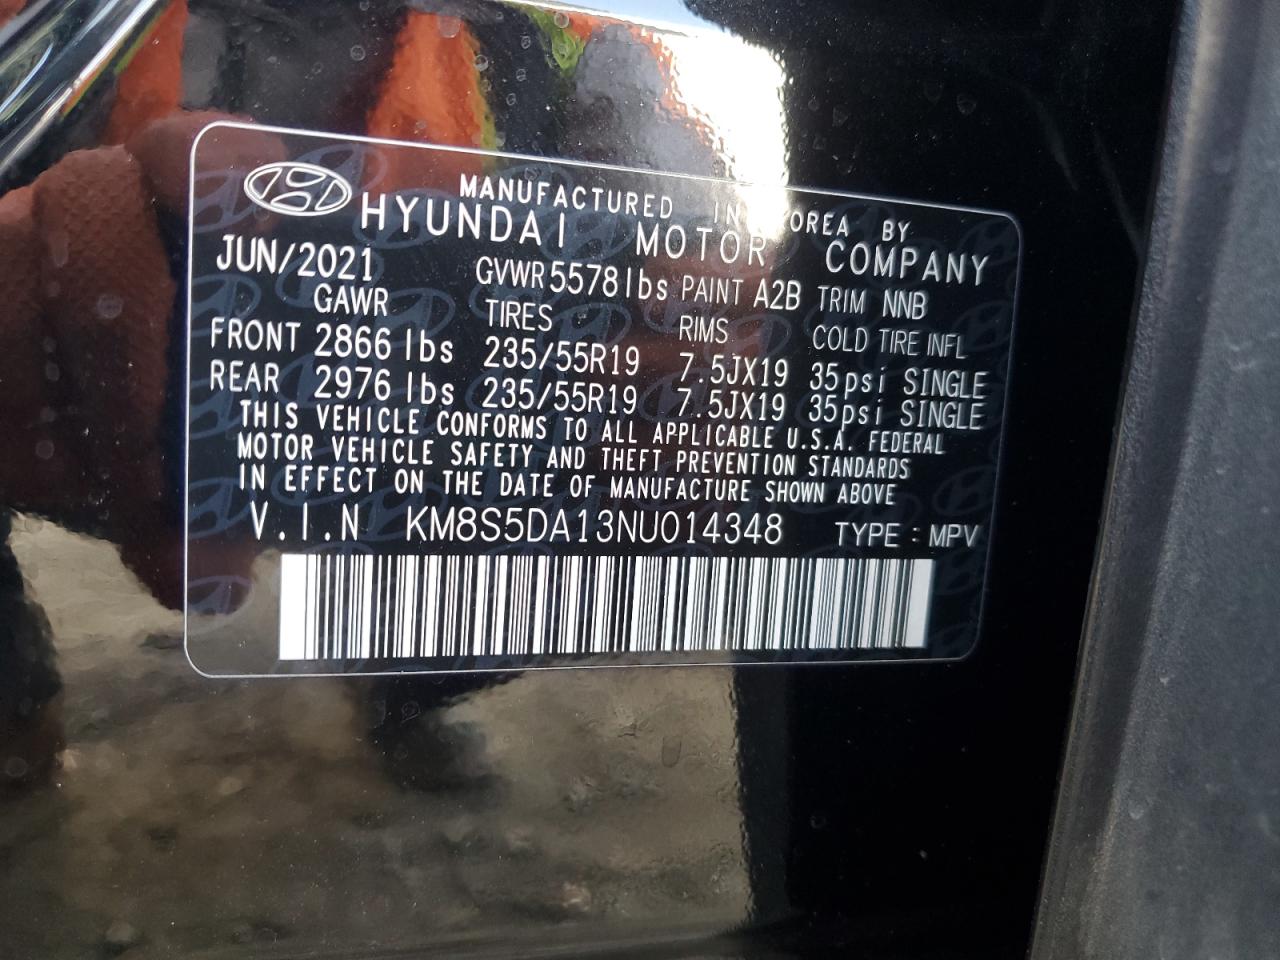 MANUFACTURED IN KOREA BY
HYUNDAI MOTOR COMPANY
JUN/2021 GVWR 5578 lbs PAINT A2B TRIM NNB
GAWR TIRES RIMS COLD TIRE INFL
FRONT 2866 lbs 235/55R19 7.5JX19 35psi SINGLE
REAR 2976 lbs 235/55R19 7.5JX19 35psi SINGLE
THIS VEHICLE CONFORMS TO ALL APPLICABLE U.S.A. FEDERAL
MOTOR VEHICLE SAFETY AND THEFT PREVENTION STANDARDS
IN EFFECT ON THE DATE OF MANUFACTURE SHOWN ABOVE
V.I.N KM8S5DA13NU014348 TYPE : MPV